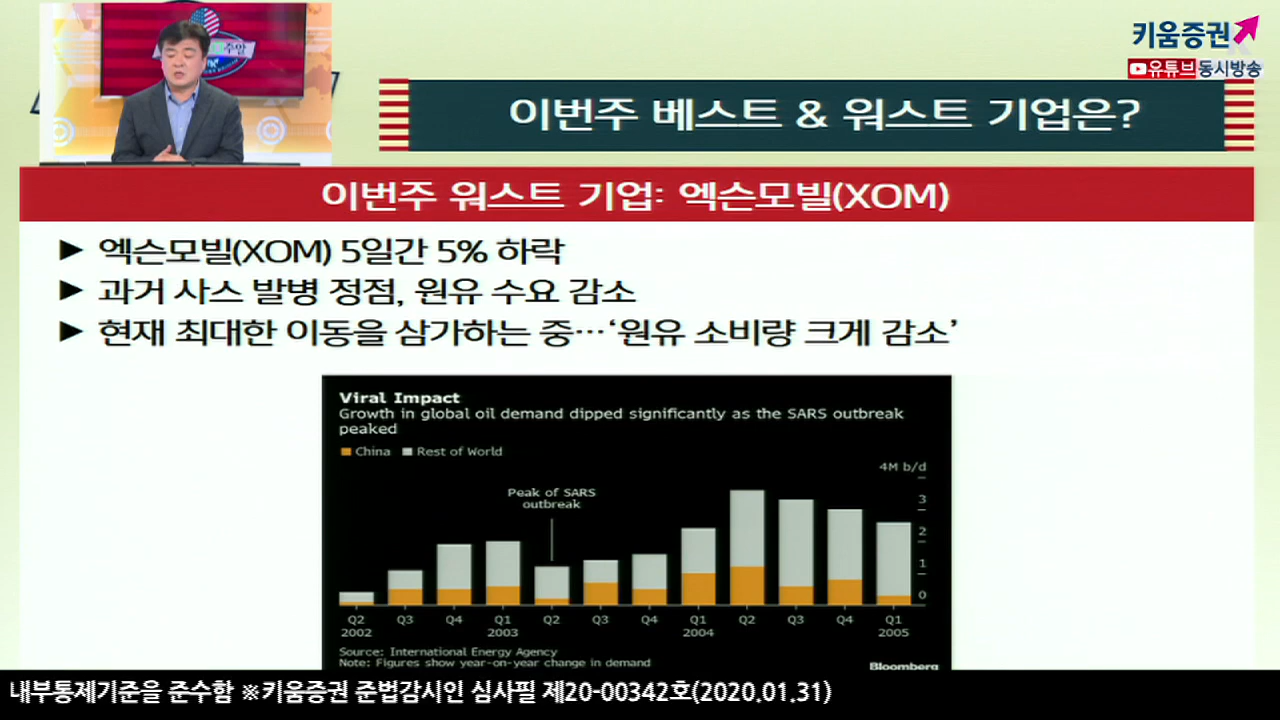 키움증권
유튜브 동시방송
주얼
이번주 베스트 & 워스트 기업은?
이번주 워스트 기업: 엑슨모빌(XOM)
▶ 엑슨모빌(XOM) 5일간 5% 하락
▶ 과거 사스 발병 정점, 원유 수요 감소
▶ 현재 최대한 이동을 삼가하는 중…‘원유 소비량 크게 감소’
Viral Impact
Growth in global oil demand dipped significantly as the SARS outbreak
peaked
China Rest of World
4M b/d
Peak of SARS
outbreak
3
2
1
0
Q2 Q3 Q4 Q1 Q2 Q3 Q4 Q1 Q2 Q3 Q4 Q1
2002 2003 2004 2005
Source: International Energy Agency
Note: Figures show year-on-year change in demand
Bloomberg
내부통제기준을 준수함 ※키움증권 준법감시인 심사필 제20-00342호(2020.01.31)